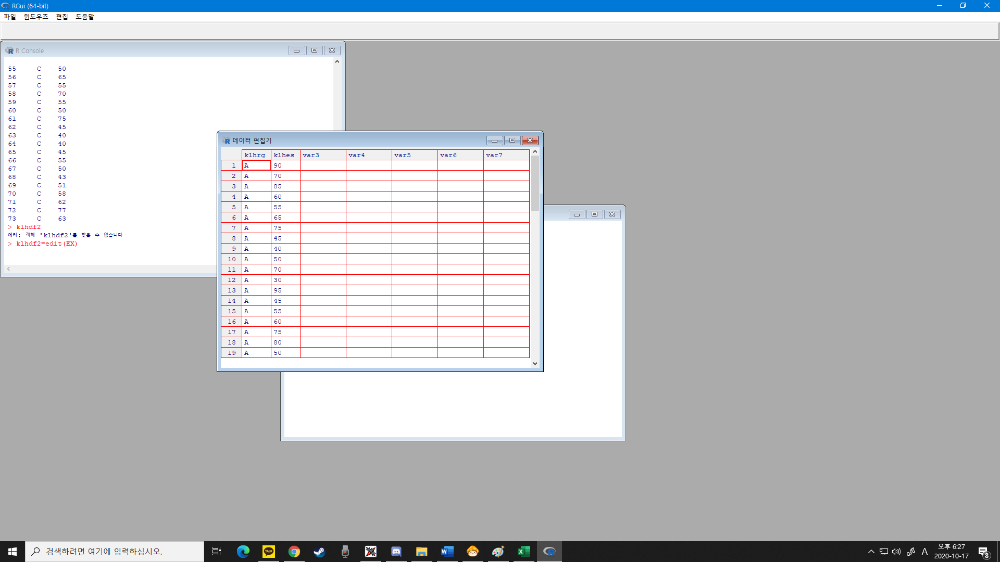 RGui (64-bit)
파일 윈도우즈 편집 도움말
R Console
55 C 50
56 C 65
57 C 55
58 C 70
59 C 55
60 C 50
61 C 75
62 C 45
63 C 40
64 C 40
65 C 45
66 C 55
67 C 50
68 C 43
69 C 51
70 C 58
71 C 62
72 C 77
73 C 63
> klhdf2
에러: 객체 'klhdf2'를 찾을 수 없습니다
> klhdf2=edit(EX)
데이터 편집기
klhrg klhes var3 var4 var5 var6 var7
1 A 90
2 A 70
3 A 85
4 A 60
5 A 55
6 A 65
7 A 75
8 A 45
9 A 40
10 A 50
11 A 70
12 A 30
13 A 95
14 A 45
15 A 55
16 A 60
17 A 75
18 A 80
19 A 50
검색하려면 여기에 입력하십시오.
TALK
A
오후 6:27
2020-10-17
8